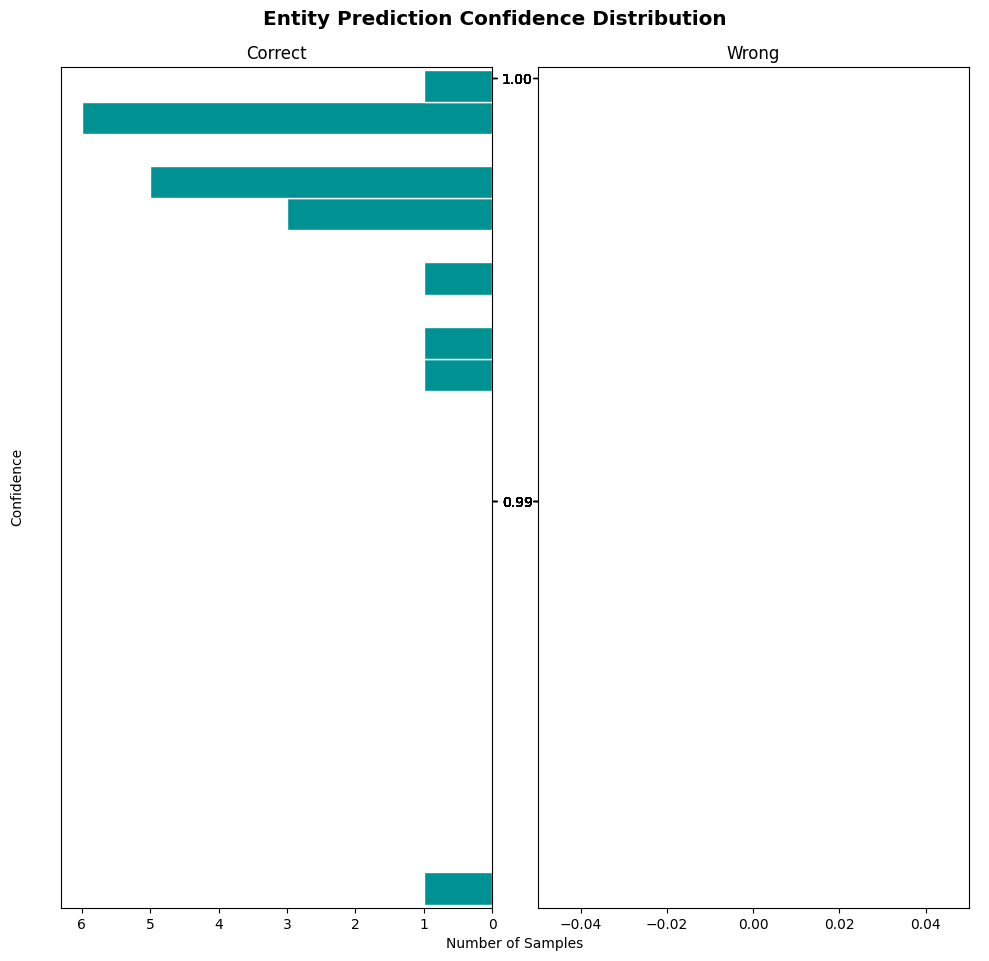 Entity Prediction Confidence Distribution
Correct
Wrong
1.00
0.99
Confidence
6 5 4 3 2 1 0
−0.04 −0.02 0.00 0.02 0.04
Number of Samples